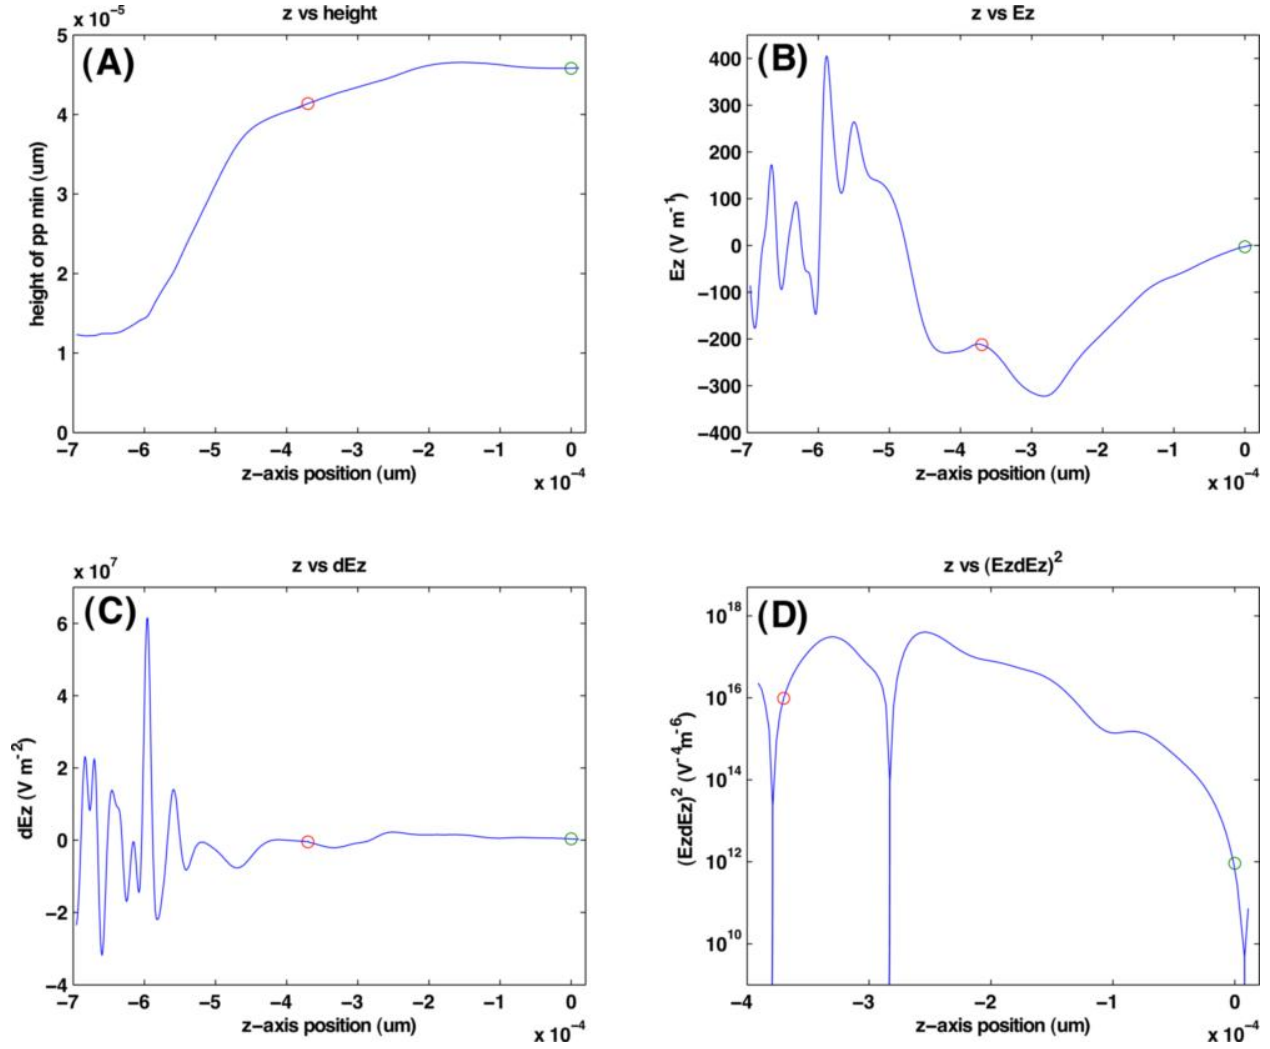 z vs height
x 10^-5
(A)
5
4
3
2
1
0
height of pp min (um)
−7 −6 −5 −4 −3 −2 −1 0
z−axis position (um)
x 10^-4
z vs Ez
(B)
400
300
200
100
0
−100
−200
−300
−400
Ez (V m^-1)
−7 −6 −5 −4 −3 −2 −1 0
z−axis position (um)
x 10^-4
z vs dEz
x 10^7
(C)
6
4
2
0
−2
−4
dEz (V m^-2)
−7 −6 −5 −4 −3 −2 −1 0
z−axis position (um)
x 10^-4
z vs (EzdEz)^2
(D)
10^18
10^16
10^14
10^12
10^10
(EzdEz)^2 (V^-4 m^-6)
−4 −3 −2 −1 0
z−axis position (um)
x 10^-4